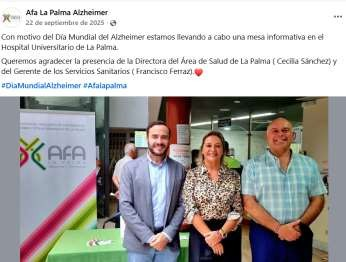 Afa La Palma Alzheimer
22 de septiembre de 2025 ·
Con motivo del Día Mundial del Alzheimer estamos llevando a cabo una mesa informativa en el
Hospital Universitario de La Palma.
Queremos agradecer la presencia de la Directora del Área de Salud de La Palma ( Cecilia Sánchez) y
del Gerente de los Servicios Sanitarios ( Francisco Ferraz).❤️
#DiaMundialAlzheimer #Afalapalma
AFA
LA PALMA